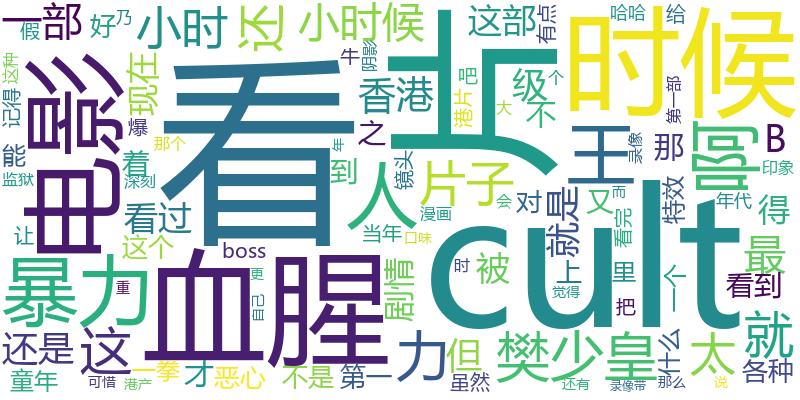 一部
假
好
乃
小时
还
小时候
牛
阴影
这部
有点
哈哈
给
时候
这种
记得
能
监狱
让
电影
现在
爆
那个
着
深刻
看过
这个
看
年
到
香港
之
镜头
片
吧
港片
级
个
不
大
王
录像
那
第一部
啊
B
印象
人
片子
漫画
会
对
就是
又
而
看完
特效
年代
得
最
暴力
重
血腥
boss
更
自己
当年
口味
剧情
时
被
cult
上
觉得
里
把
一个
看到
就
还是
童年
这
可惜
港产
一拳
才
恶心
不是
第一
力
但
虽然
樊少皇
还有
录像带
什么
那么
太
说
各种